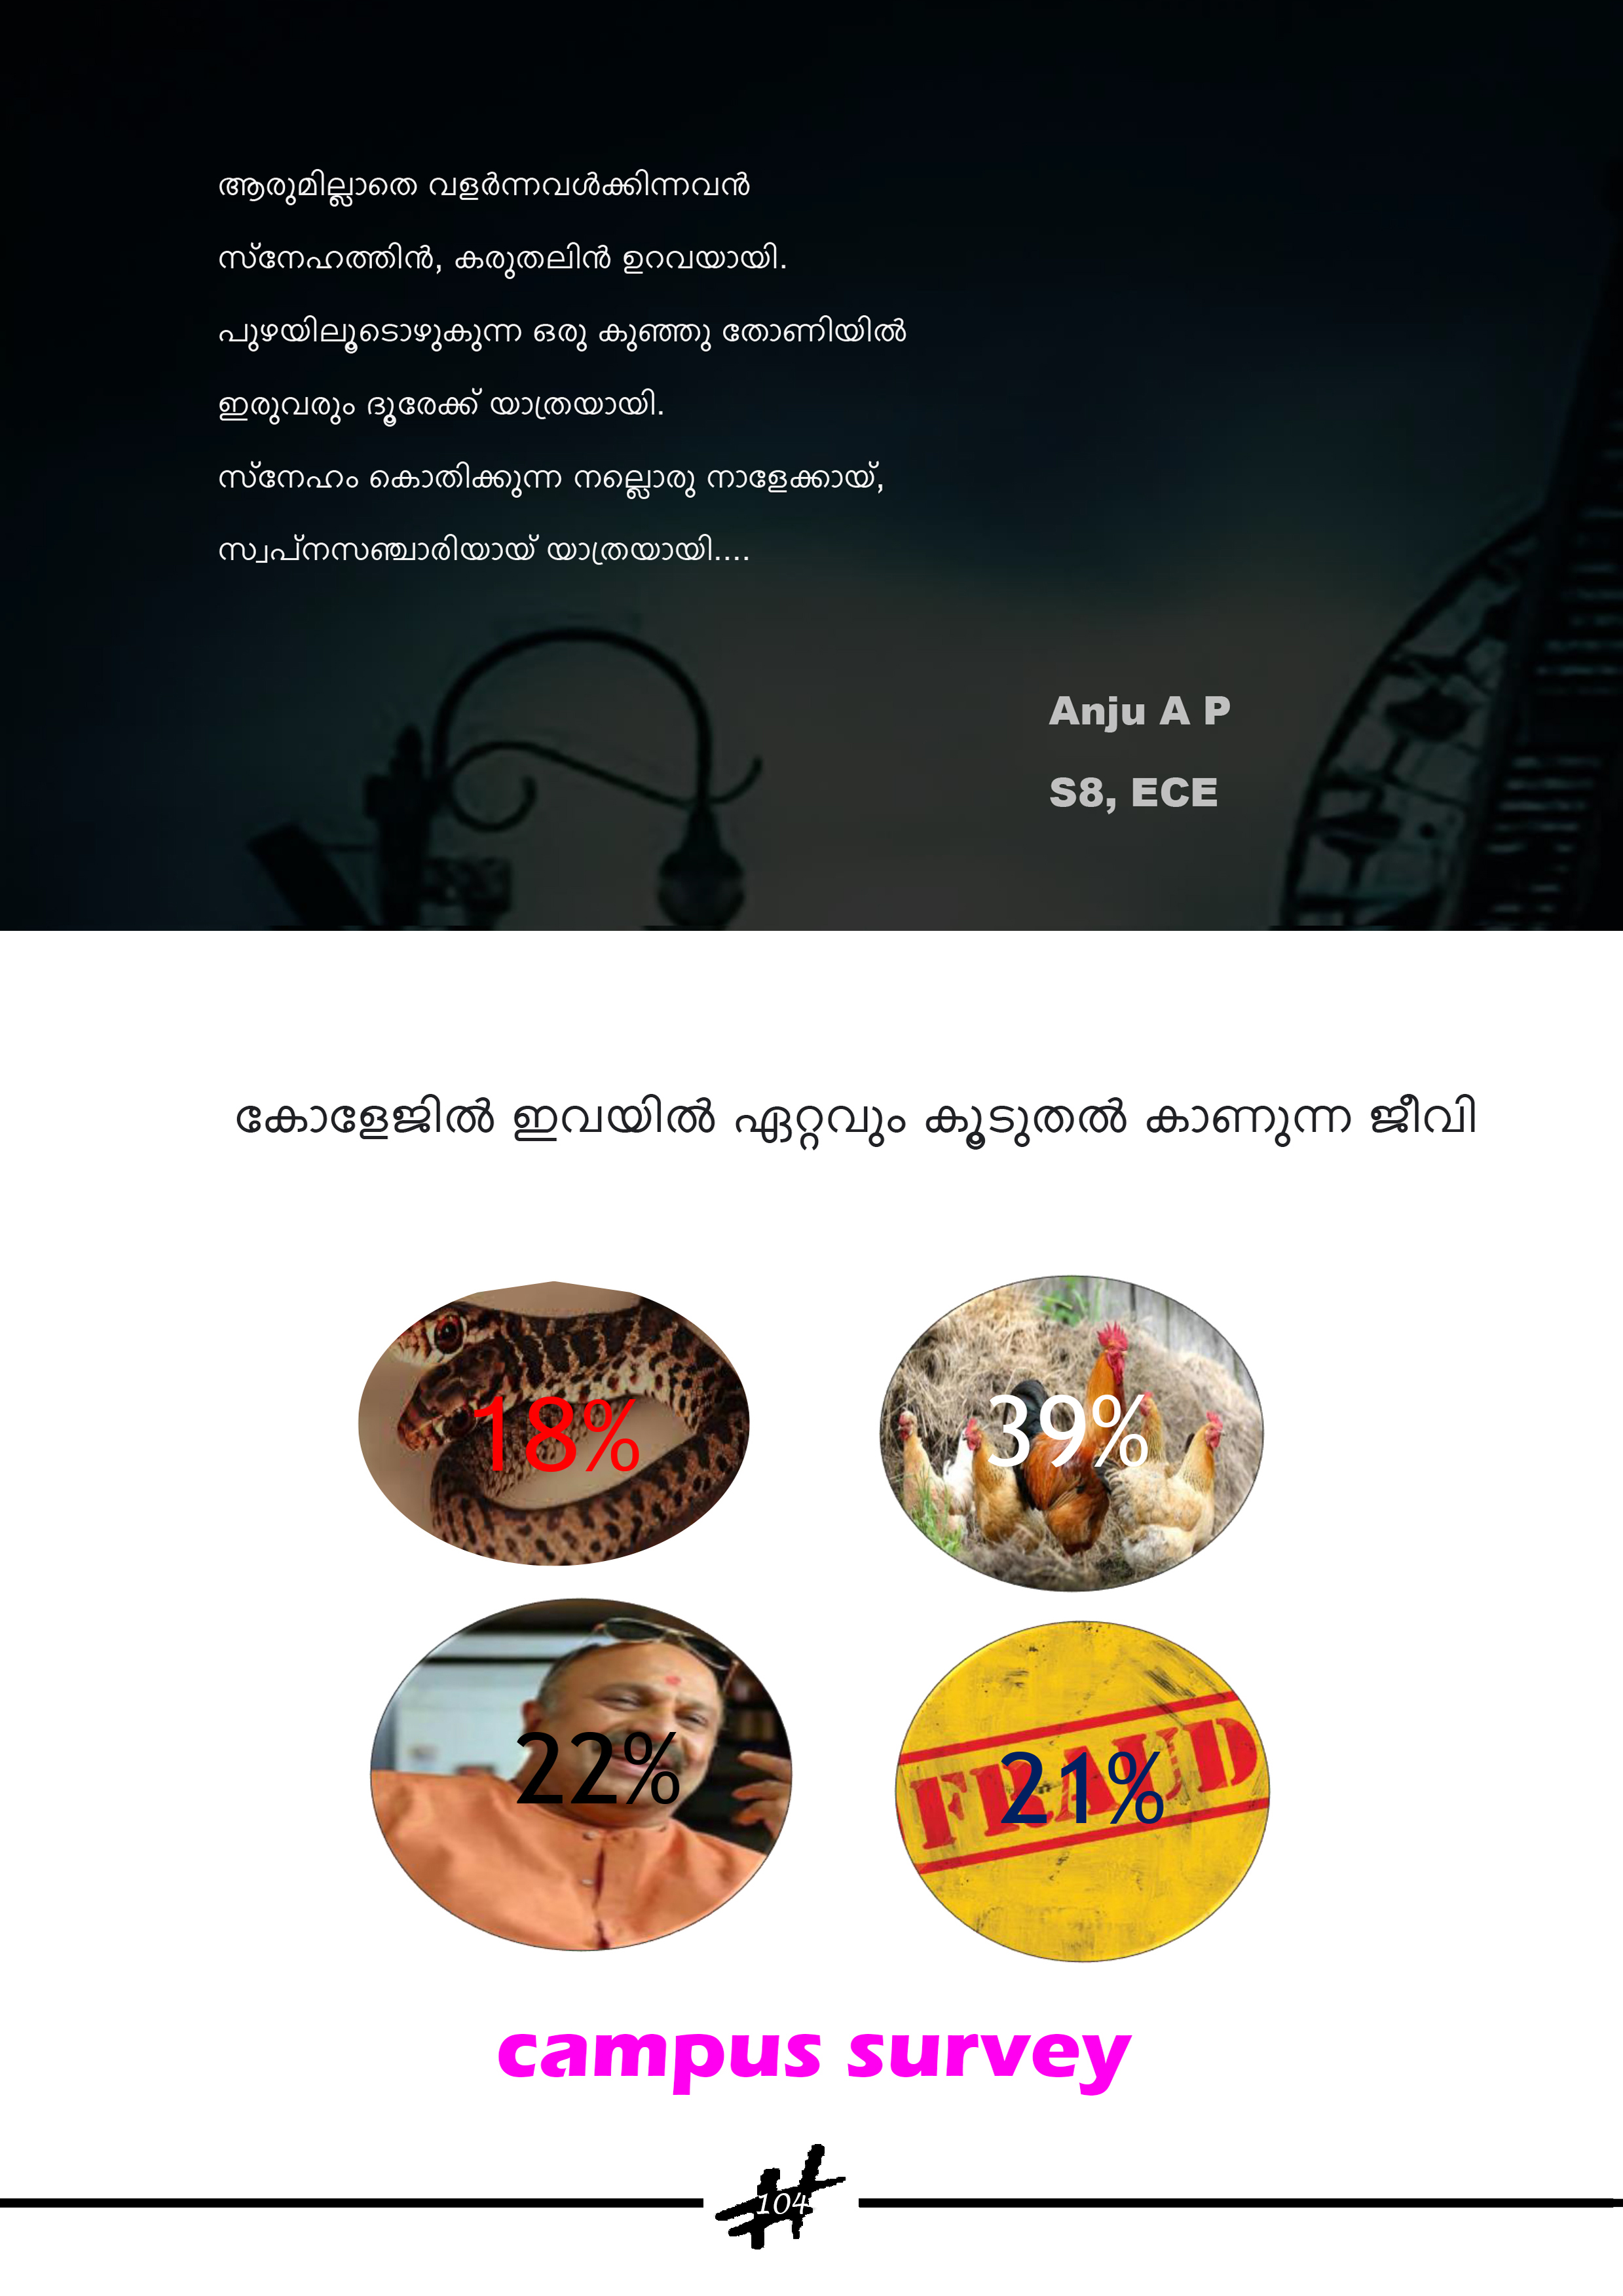 ആരുമില്ലാതെ വളർന്നവൾക്കിന്നവൻ
സ്നേഹത്തിൻ, കരുതലിൻ ഉറവയായി.
പുഴയിലൂടൊഴുകുന്ന ഒരു കുഞ്ഞു തോണിയിൽ
ഇരുവരും ദൂരേക്ക് യാത്രയായി.
സ്നേഹം കൊതിക്കുന്ന നല്ലൊരു നാളേക്കായ്,
സ്വപ്നസഞ്ചാരിയായ് യാത്രയായി....
Anju A P
S8, ECE
കോളേജിൽ ഇവയിൽ ഏറ്റവും കൂടുതൽ കാണുന്ന ജീവി
18%
39%
22%
FRAUD
21%
campus survey
104